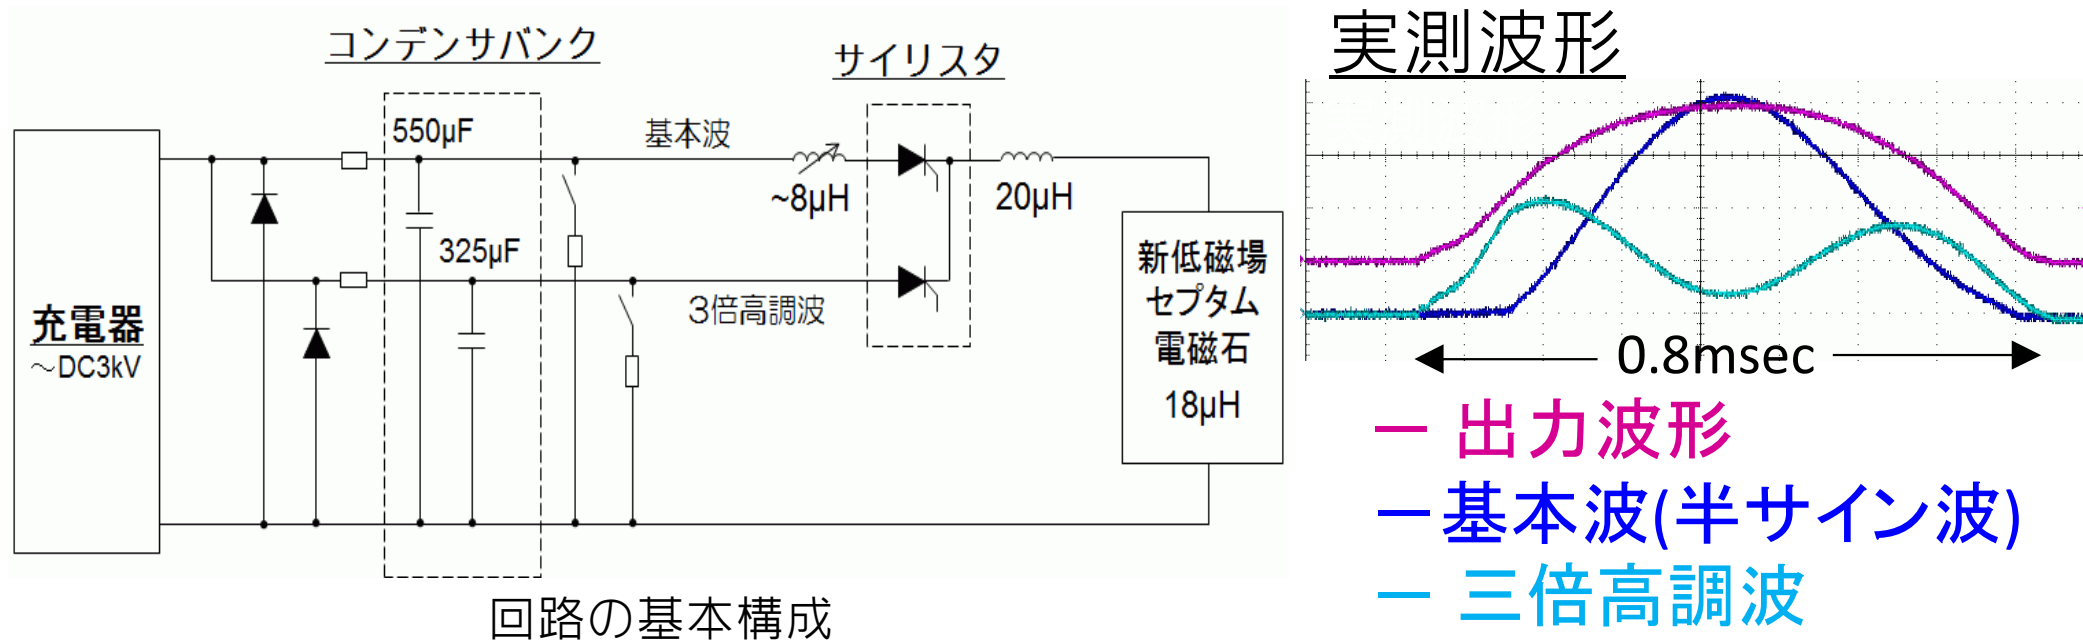 コンデンサバンク
サイリスタ
550μF
基本波
~8μH
20μH
325μF
3倍高調波
充電器
～DC3kV
新低磁場
セプタム
電磁石
18μH
回路の基本構成
実測波形
0.8msec
出力波形
基本波(半サイン波)
三倍高調波